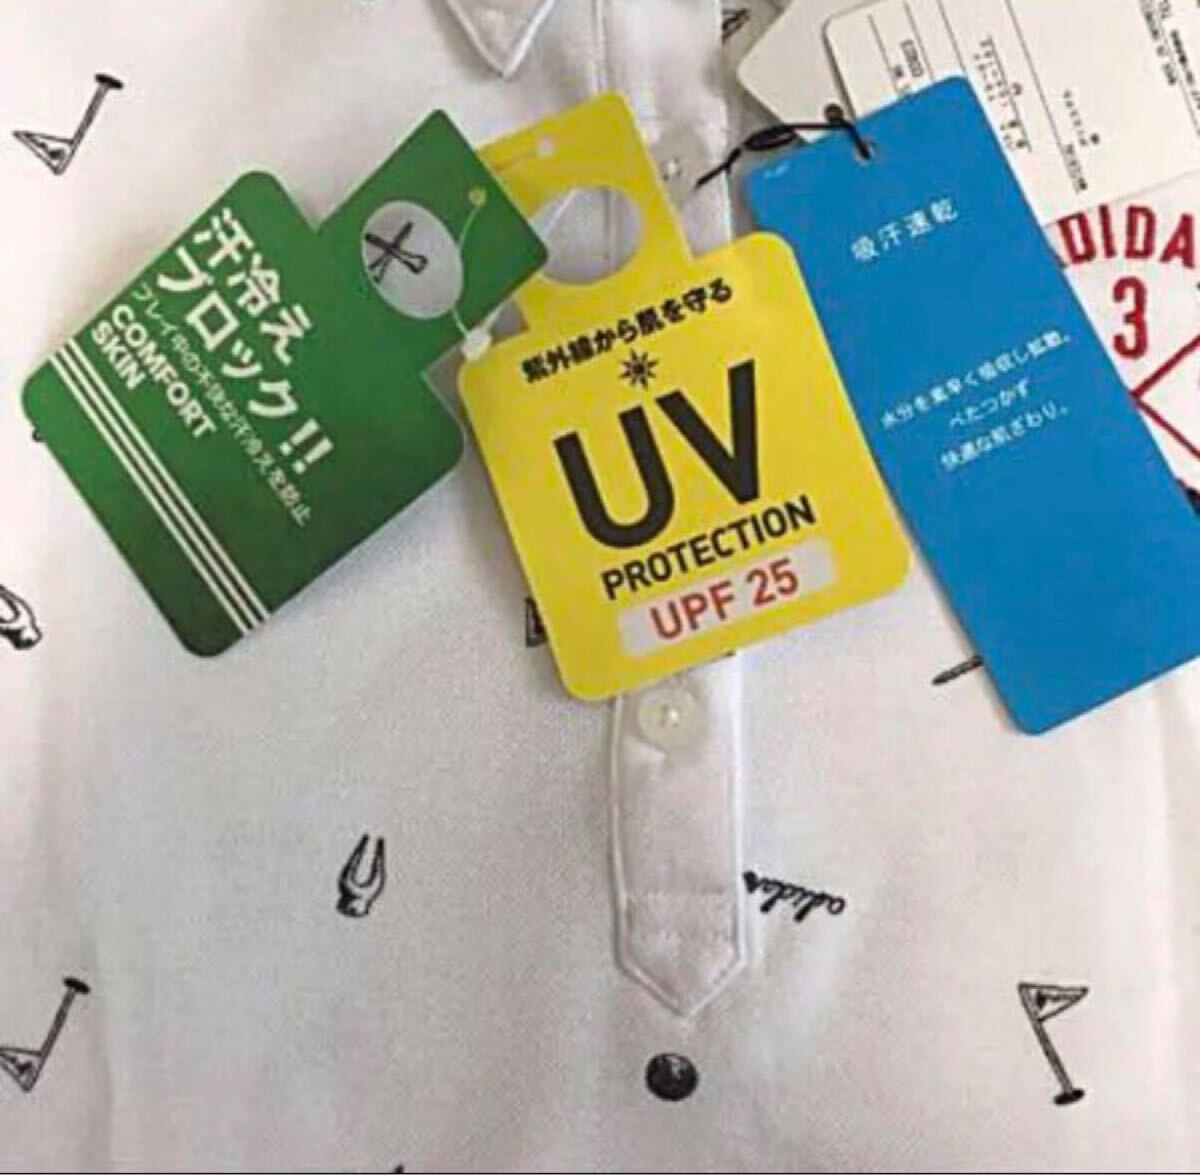 汗冷え
ブロック!!
プレイ中の不快な汗冷えを防止
COMFORT
SKIN
紫外線から肌を守る
UV
PROTECTION
UPF 25
吸汗速乾
水分を素早く吸収し拡散。
べたつかず
快適な肌ざわり。
DIDA
3
adidas